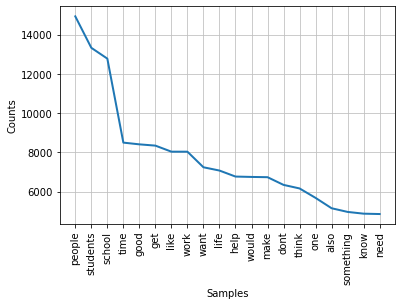 14000
12000
10000
8000
6000
Counts
people
students
school
time
good
get
like
work
want
life
help
would
make
dont
think
one
also
something
know
need
Samples